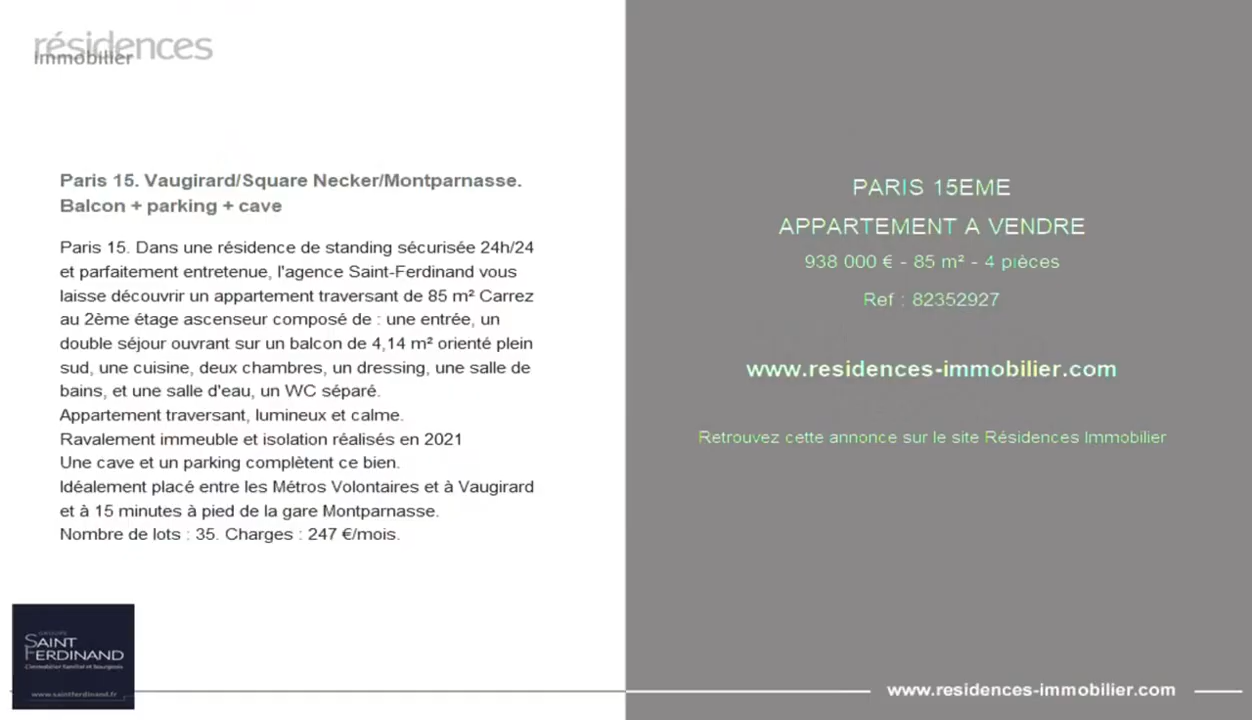 résidences
Immobilier
Paris 15. Vaugirard/Square Necker/Montparnasse.
Balcon + parking + cave
Paris 15. Dans une résidence de standing sécurisée 24h/24
et parfaitement entretenue, l'agence Saint-Ferdinand vous
laisse découvrir un appartement traversant de 85 m² Carrez
au 2ème étage ascenseur composé de : une entrée, un
double séjour ouvrant sur un balcon de 4,14 m² orienté plein
sud, une cuisine, deux chambres, un dressing, une salle de
bains, et une salle d'eau, un WC séparé.
Appartement traversant, lumineux et calme.
Ravalement immeuble et isolation réalisés en 2021
Une cave et un parking complètent ce bien.
Idéalement placé entre les Métros Volontaires et à Vaugirard
et à 15 minutes à pied de la gare Montparnasse.
Nombre de lots : 35. Charges : 247 €/mois.
GROUPE
SAINT
FERDINAND
L'immobilier familial et bourgeois
www.saintferdinand.fr
PARIS 15EME
APPARTEMENT A VENDRE
938 000 € - 85 m² - 4 pièces
Ref : 82352927
www.residences-immobilier.com
Retrouvez cette annonce sur le site Résidences Immobilier
www.residences-immobilier.com